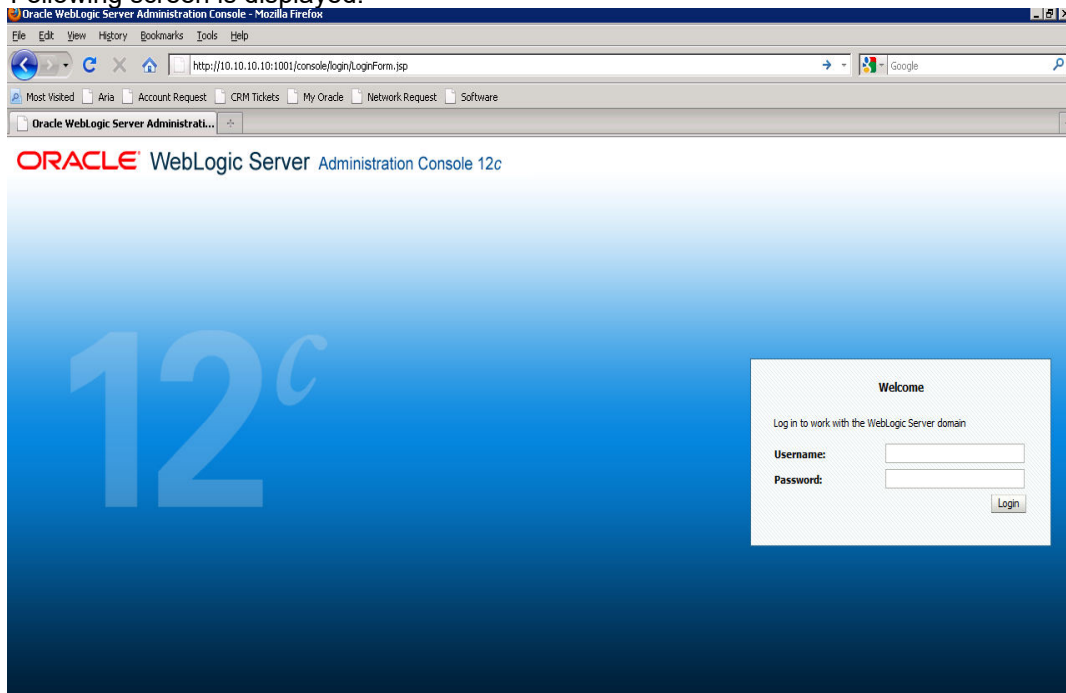 Following screen is displayed:
Oracle WebLogic Server Administration Console - Mozilla Firefox
File Edit View History Bookmarks Tools Help
http://10.10.10.10:1001/console/login/LoginForm.jsp Google
Most Visited Aria Account Request CRM Tickets My Oracle Network Request Software
Oracle WebLogic Server Administrati...
ORACLE WebLogic Server Administration Console 12c
12c
Welcome
Log in to work with the WebLogic Server domain
Username:
Password:
Login